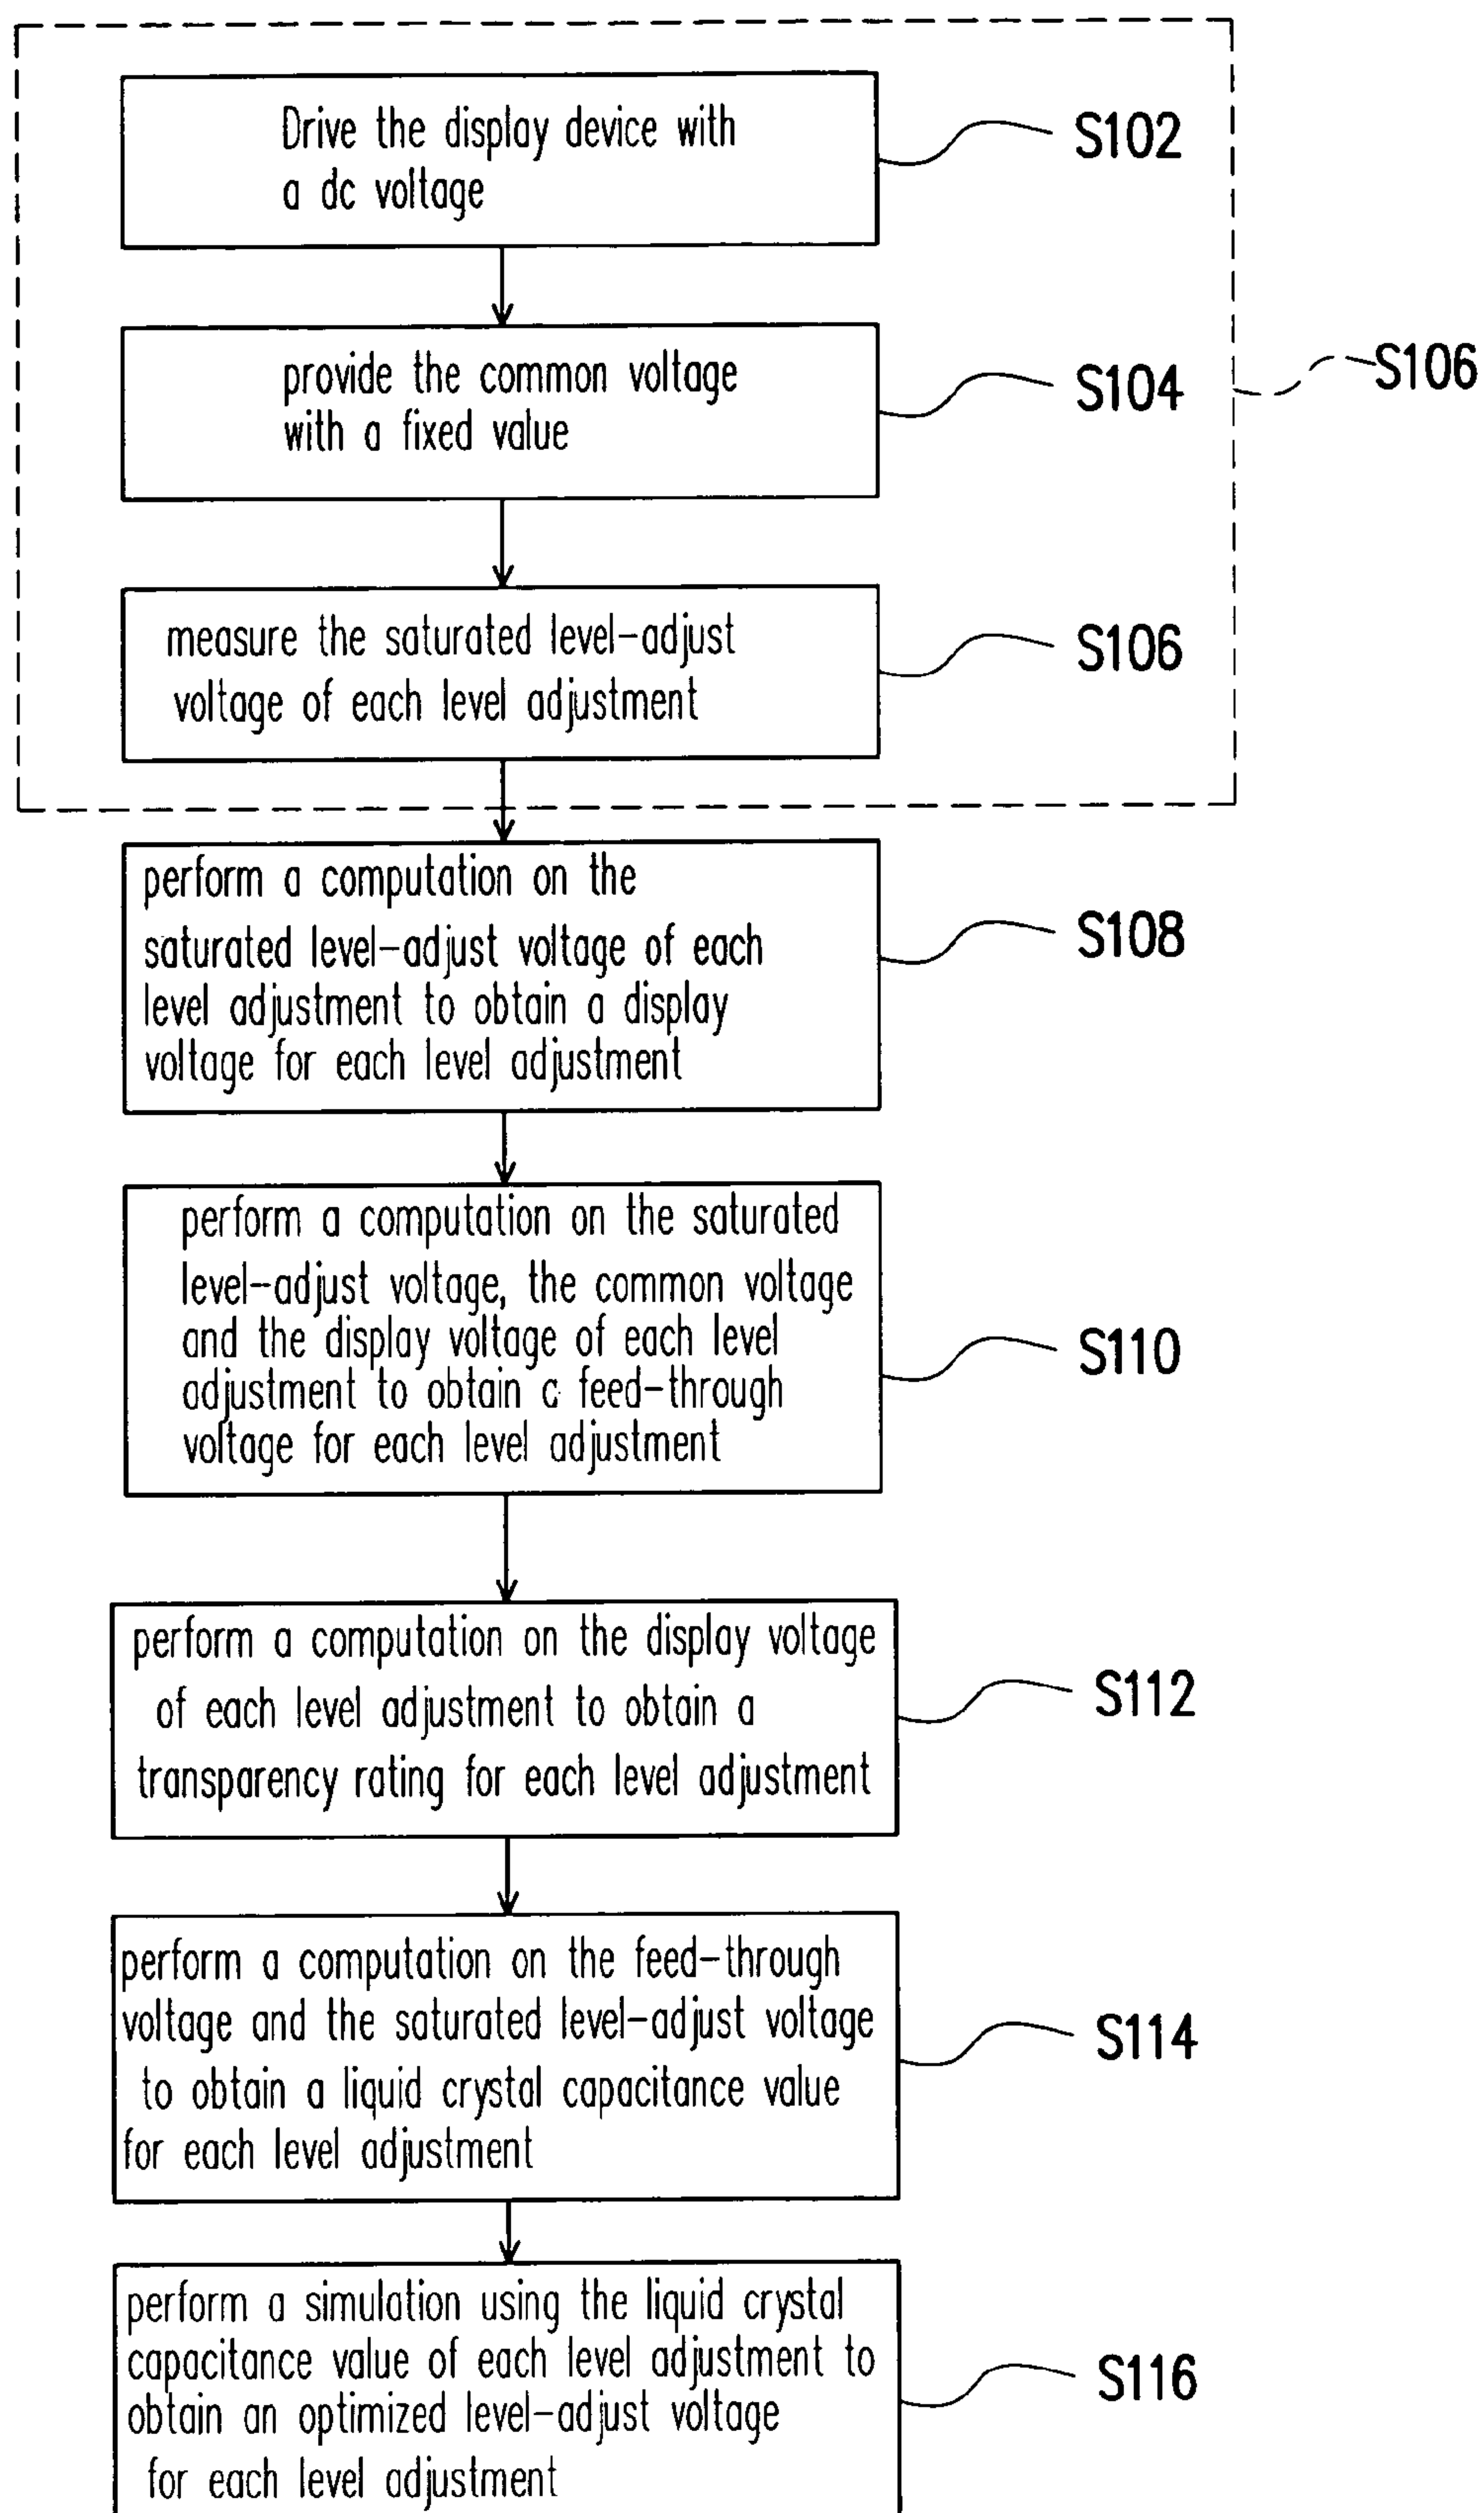 Drive the display device with
a dc voltage
S102
provide the common voltage
with a fixed value
S104
S106
measure the saturated level-adjust
voltage of each level adjustment
S106
perform a computation on the
saturated level-adjust voltage of each
level adjustment to obtain a display
voltage for each level adjustment
S108
perform a computation on the saturated
level-adjust voltage, the common voltage
and the display voltage of each level
adjustment to obtain a feed-through
voltage for each level adjustment
S110
perform a computation on the display voltage
of each level adjustment to obtain a
transparency rating for each level adjustment
S112
perform a computation on the feed-through
voltage and the saturated level-adjust voltage
to obtain a liquid crystal capacitance value
for each level adjustment
S114
perform a simulation using the liquid crystal
capacitance value of each level adjustment to
obtain an optimized level-adjust voltage
for each level adjustment
S116